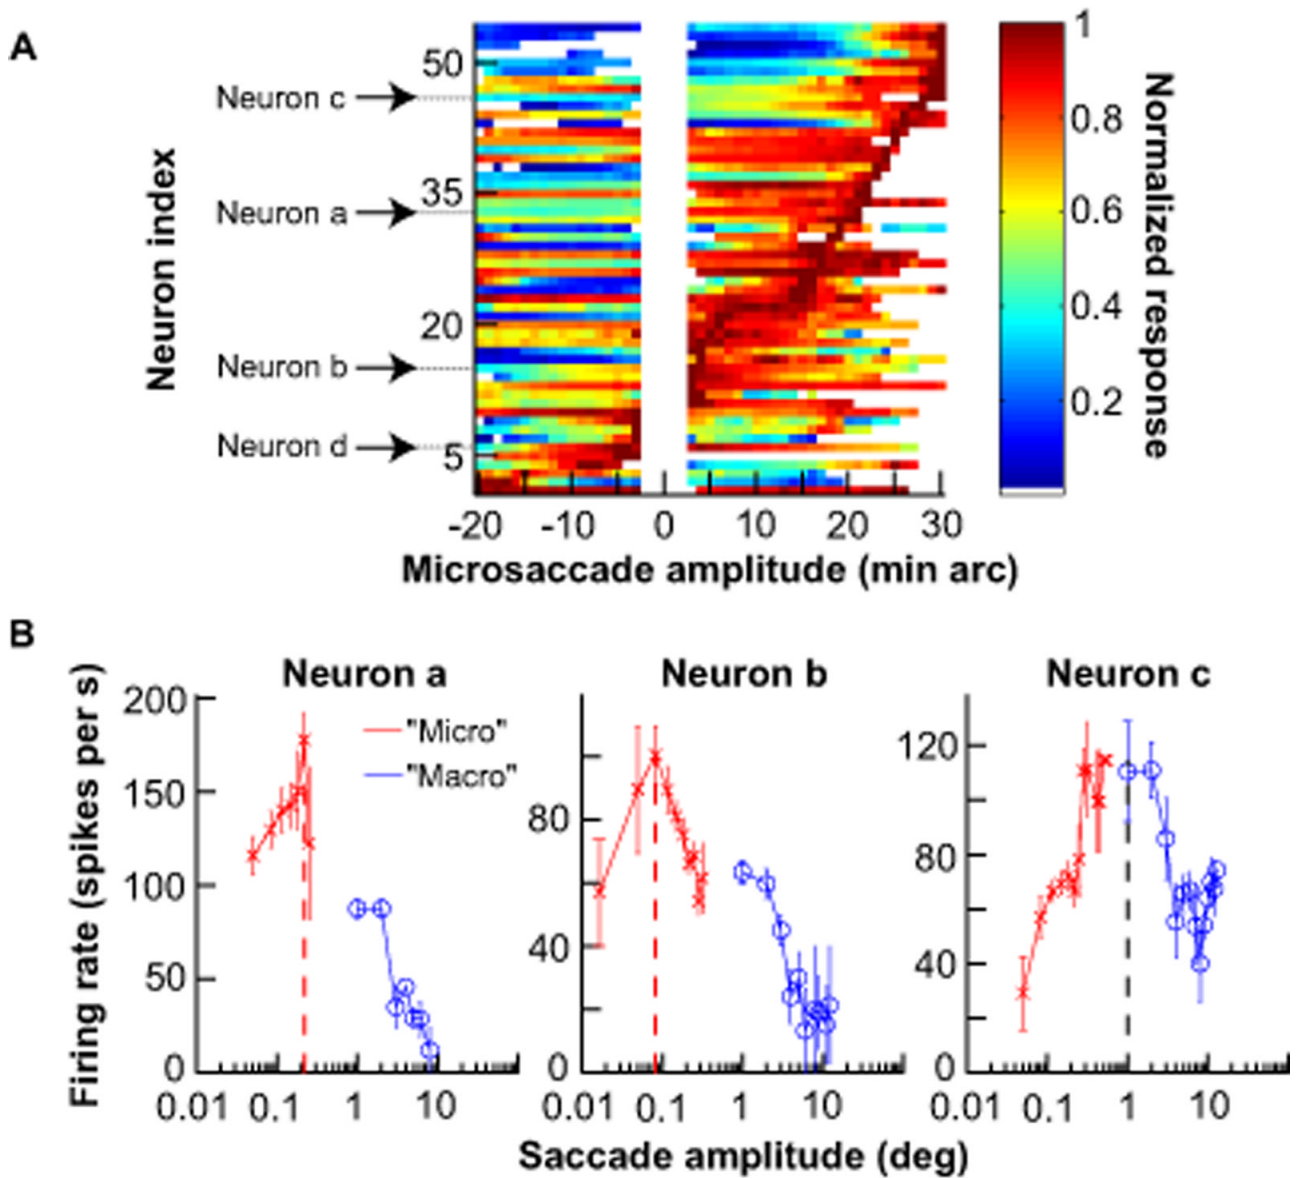 A
Neuron index
Neuron c
Neuron a
Neuron b
Neuron d
50
35
20
5
-20 -10 0 10 20 30
Microsaccade amplitude (min arc)
1
0.8
0.6
0.4
0.2
Normalized response
B
Firing rate (spikes per s)
Neuron a
200
150
100
50
0
"Micro"
"Macro"
0.01 0.1 1 10
Neuron b
80
40
0
0.01 0.1 1 10
Neuron c
120
80
40
0
0.01 0.1 1 10
Saccade amplitude (deg)